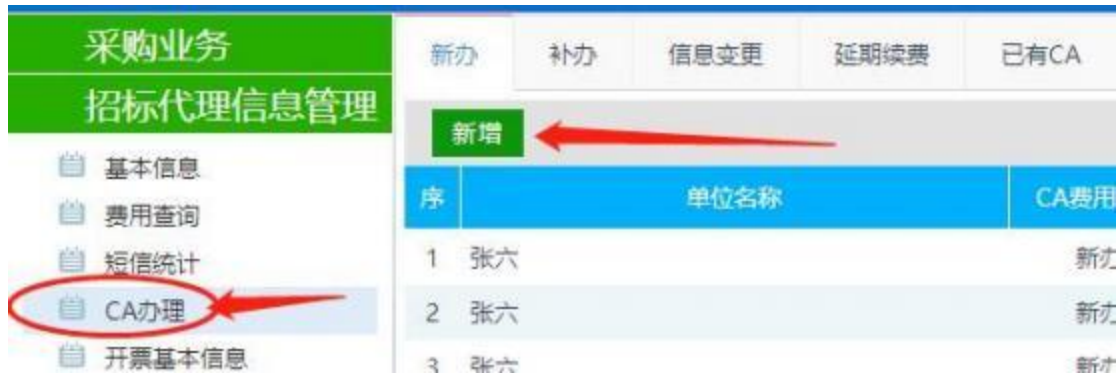 采购业务
招标代理信息管理
基本信息
费用查询
短信统计
CA办理
开票基本信息
新办 补办 信息变更 延期续费 已有CA
新增
序 单位名称 CA费用
1 张六 新办
2 张六 新办
3 张六 新办